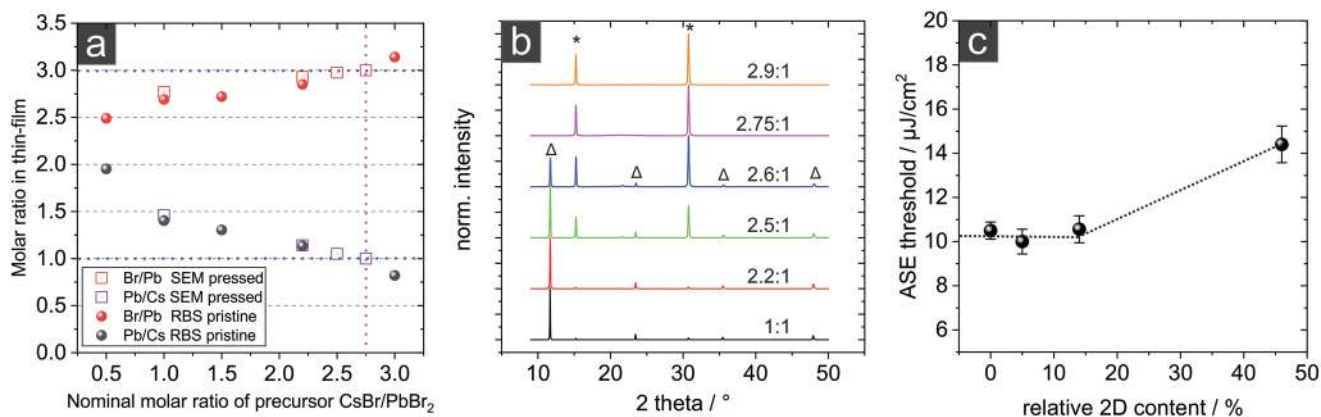 a
3.5
3.0
2.5
2.0
1.5
1.0
0.5
0.0
Molar ratio in thin-film
Br/Pb SEM pressed
Pb/Cs SEM pressed
Br/Pb RBS pristine
Pb/Cs RBS pristine
0.5 1.0 1.5 2.0 2.5 3.0
Nominal molar ratio of precursor CsBr/PbBr₂
b
norm. intensity
* *
2.9:1
2.75:1
Δ Δ Δ Δ
2.6:1
2.5:1
2.2:1
1:1
10 20 30 40 50
2 theta / °
c
20
18
16
14
12
10
8
6
ASE threshold / µJ/cm²
0 10 20 30 40 50
relative 2D content / %